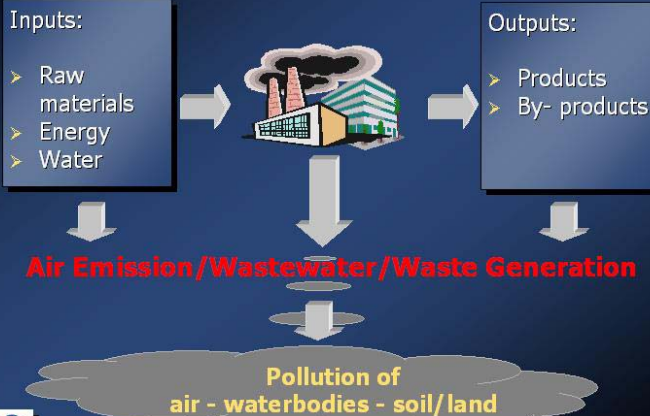 Inputs:
Raw
materials
Energy
Water
Outputs:
Products
By- products
Air Emission/Wastewater/Waste Generation
Pollution of
air - waterbodies - soil/land